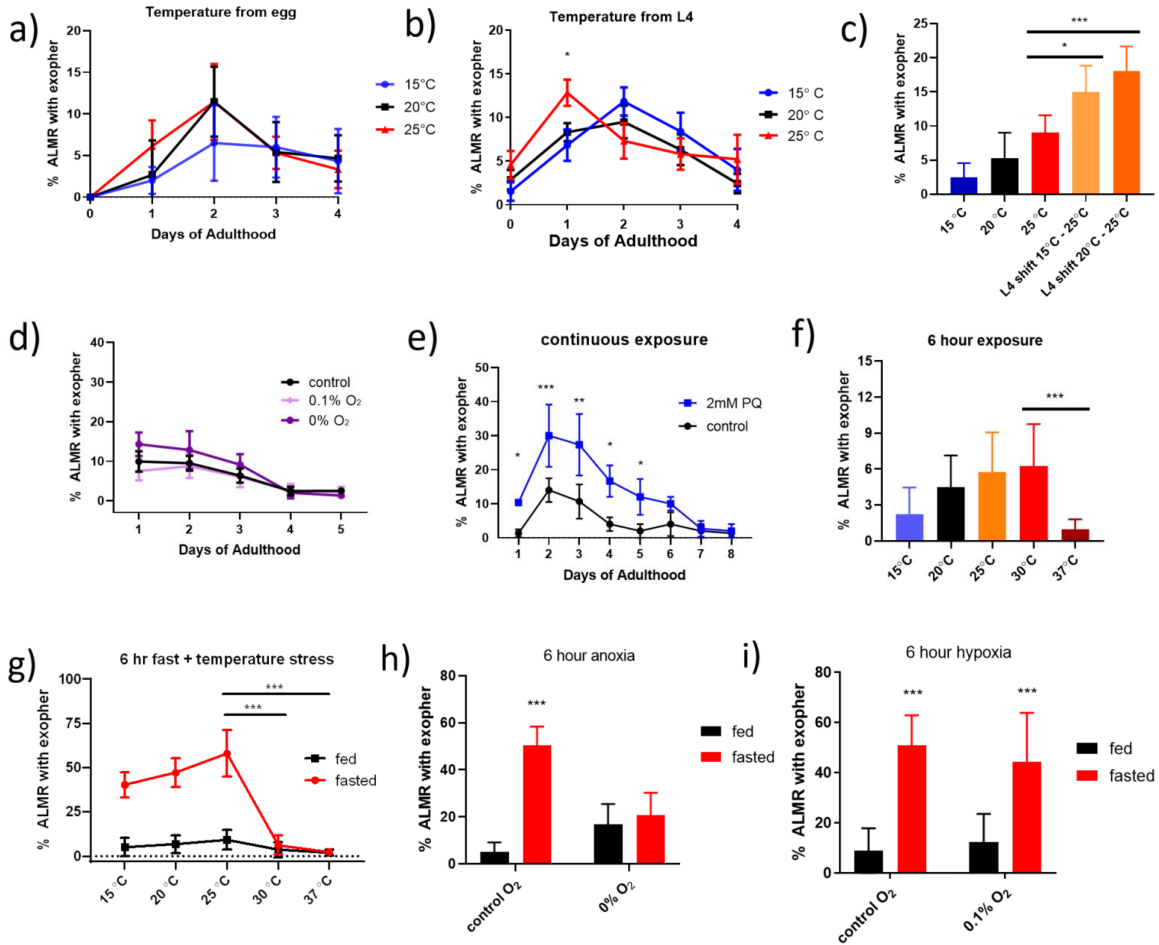 a)
Temperature from egg
% ALMR with exopher
20
15
10
5
0
0 1 2 3 4
Days of Adulthood
15°C
20°C
25°C
b)
Temperature from L4
% ALMR with exopher
20
15
10
5
0
*
0 1 2 3 4
Days of Adulthood
15° C
20° C
25° C
c)
% ALMR with exopher
25
20
15
10
5
0
***
*
15°C
20°C
25°C
L4 shift 15°C - 25°C
L4 shift 20°C - 25°C
d)
% ALMR with exopher
40
30
20
10
0
1 2 3 4 5
Days of Adulthood
control
0.1% O₂
0% O₂
e)
continuous exposure
% ALMR with exopher
50
40
30
20
10
0
* *** ** * *
1 2 3 4 5 6 7 8
Days of Adulthood
2mM PQ
control
f)
6 hour exposure
% ALMR with exopher
15
12
9
6
3
0
***
15°C
20°C
25°C
30°C
37°C
g)
6 hr fast + temperature stress
% ALMR with exopher
100
75
50
25
0
***
***
15 °C
20 °C
25 °C
30 °C
37 °C
fed
fasted
h)
6 hour anoxia
% ALMR with exopher
80
60
40
20
0
***
control O₂
0% O₂
fed
fasted
i)
6 hour hypoxia
% ALMR with exopher
80
60
40
20
0
*** ***
control O₂
0.1% O₂
fed
fasted